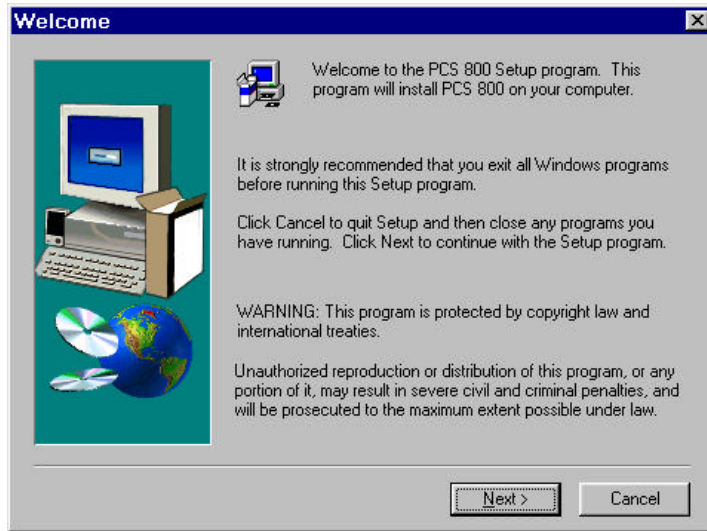 Welcome
Welcome to the PCS 800 Setup program. This
program will install PCS 800 on your computer.
It is strongly recommended that you exit all Windows programs
before running this Setup program.
Click Cancel to quit Setup and then close any programs you
have running. Click Next to continue with the Setup program.
WARNING: This program is protected by copyright law and
international treaties.
Unauthorized reproduction or distribution of this program, or any
portion of it, may result in severe civil and criminal penalties, and
will be prosecuted to the maximum extent possible under law.
Next > Cancel